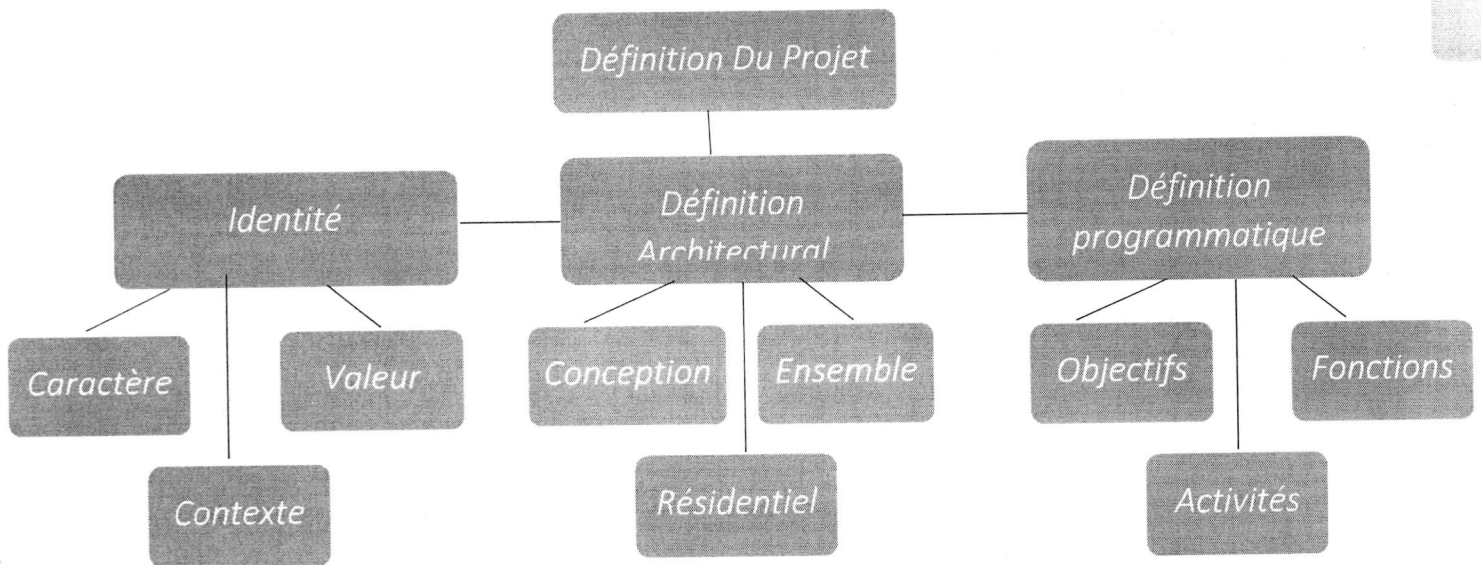 Définition Du Projet
Identité
Définition
Architectural
Définition
programmatique
Caractère
Valeur
Conception
Ensemble
Objectifs
Fonctions
Contexte
Résidentiel
Activités